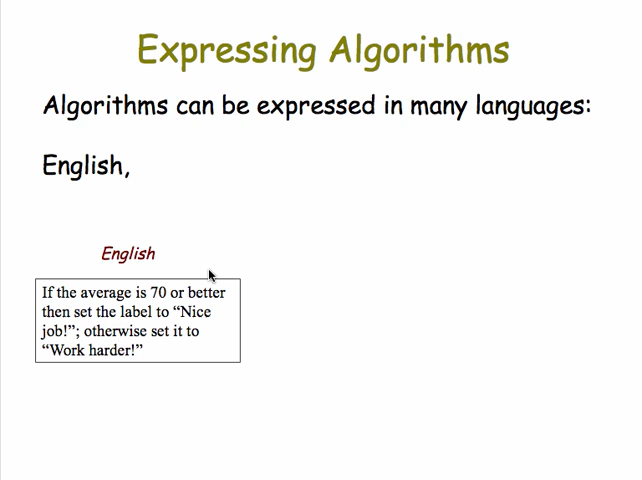 Expressing Algorithms
Algorithms can be expressed in many languages:
English,
English
If the average is 70 or better
then set the label to “Nice
job!”; otherwise set it to
“Work harder!”